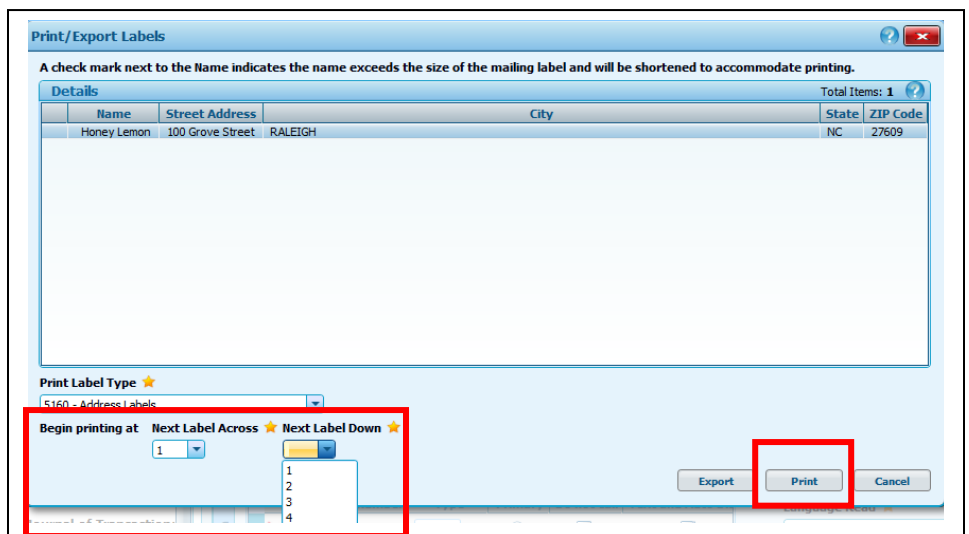 Print/Export Labels
A check mark next to the Name indicates the name exceeds the size of the mailing label and will be shortened to accommodate printing.
Details Total Items: 1
Name Street Address City State ZIP Code
Honey Lemon 100 Grove Street RALEIGH NC 27609
Print Label Type
5160 - Address Labels
Begin printing at Next Label Across Next Label Down
1
1
2
3
4
Export Print Cancel